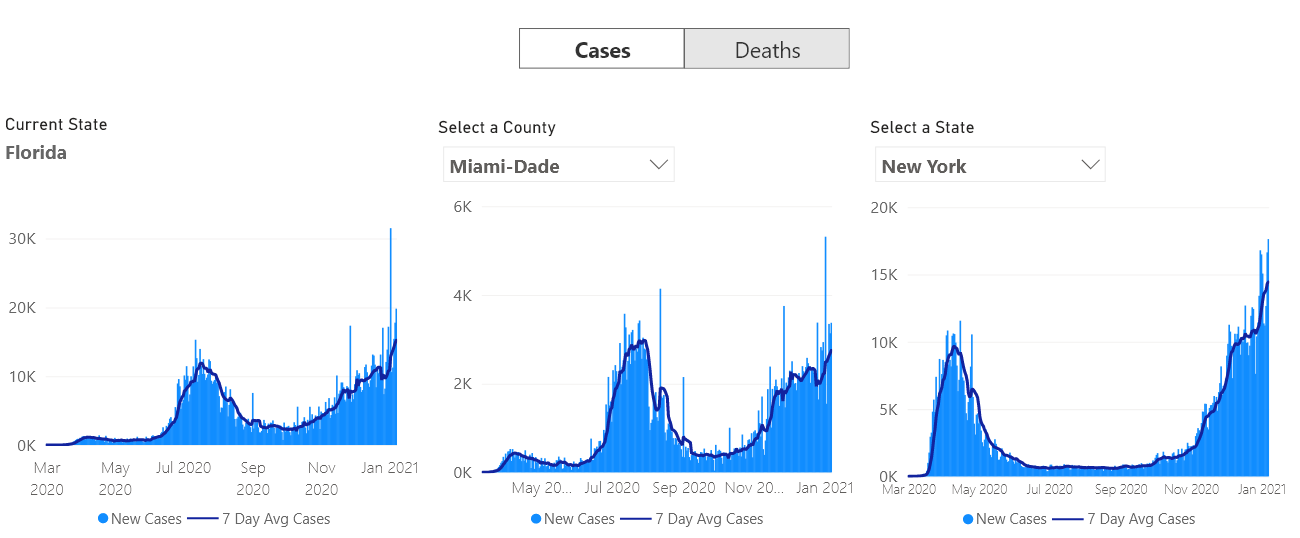 Cases Deaths
Current State
Florida
30K
20K
10K
0K
Mar 2020 May 2020 Jul 2020 Sep 2020 Nov 2020 Jan 2021
New Cases 7 Day Avg Cases
Select a County
Miami-Dade
6K
4K
2K
0K
May 20... Jul 2020 Sep 2020 Nov 20... Jan 2021
New Cases 7 Day Avg Cases
Select a State
New York
20K
15K
10K
5K
0K
Mar 2020 May 2020 Jul 2020 Sep 2020 Nov 2020 Jan 2021
New Cases 7 Day Avg Cases